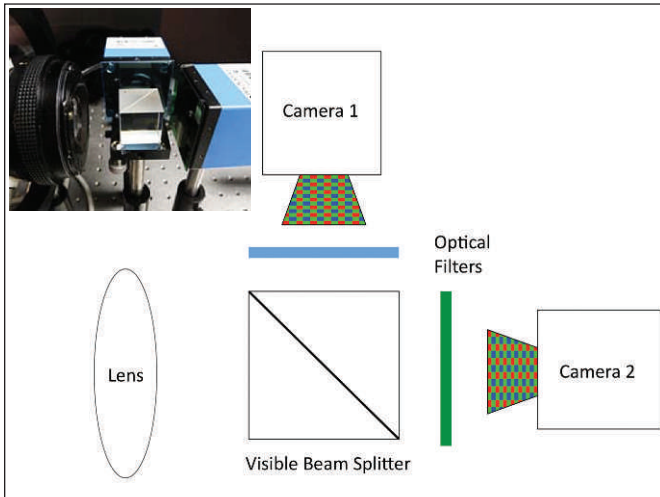 Camera 1
Optical
Filters
Lens
Camera 2
Visible Beam Splitter